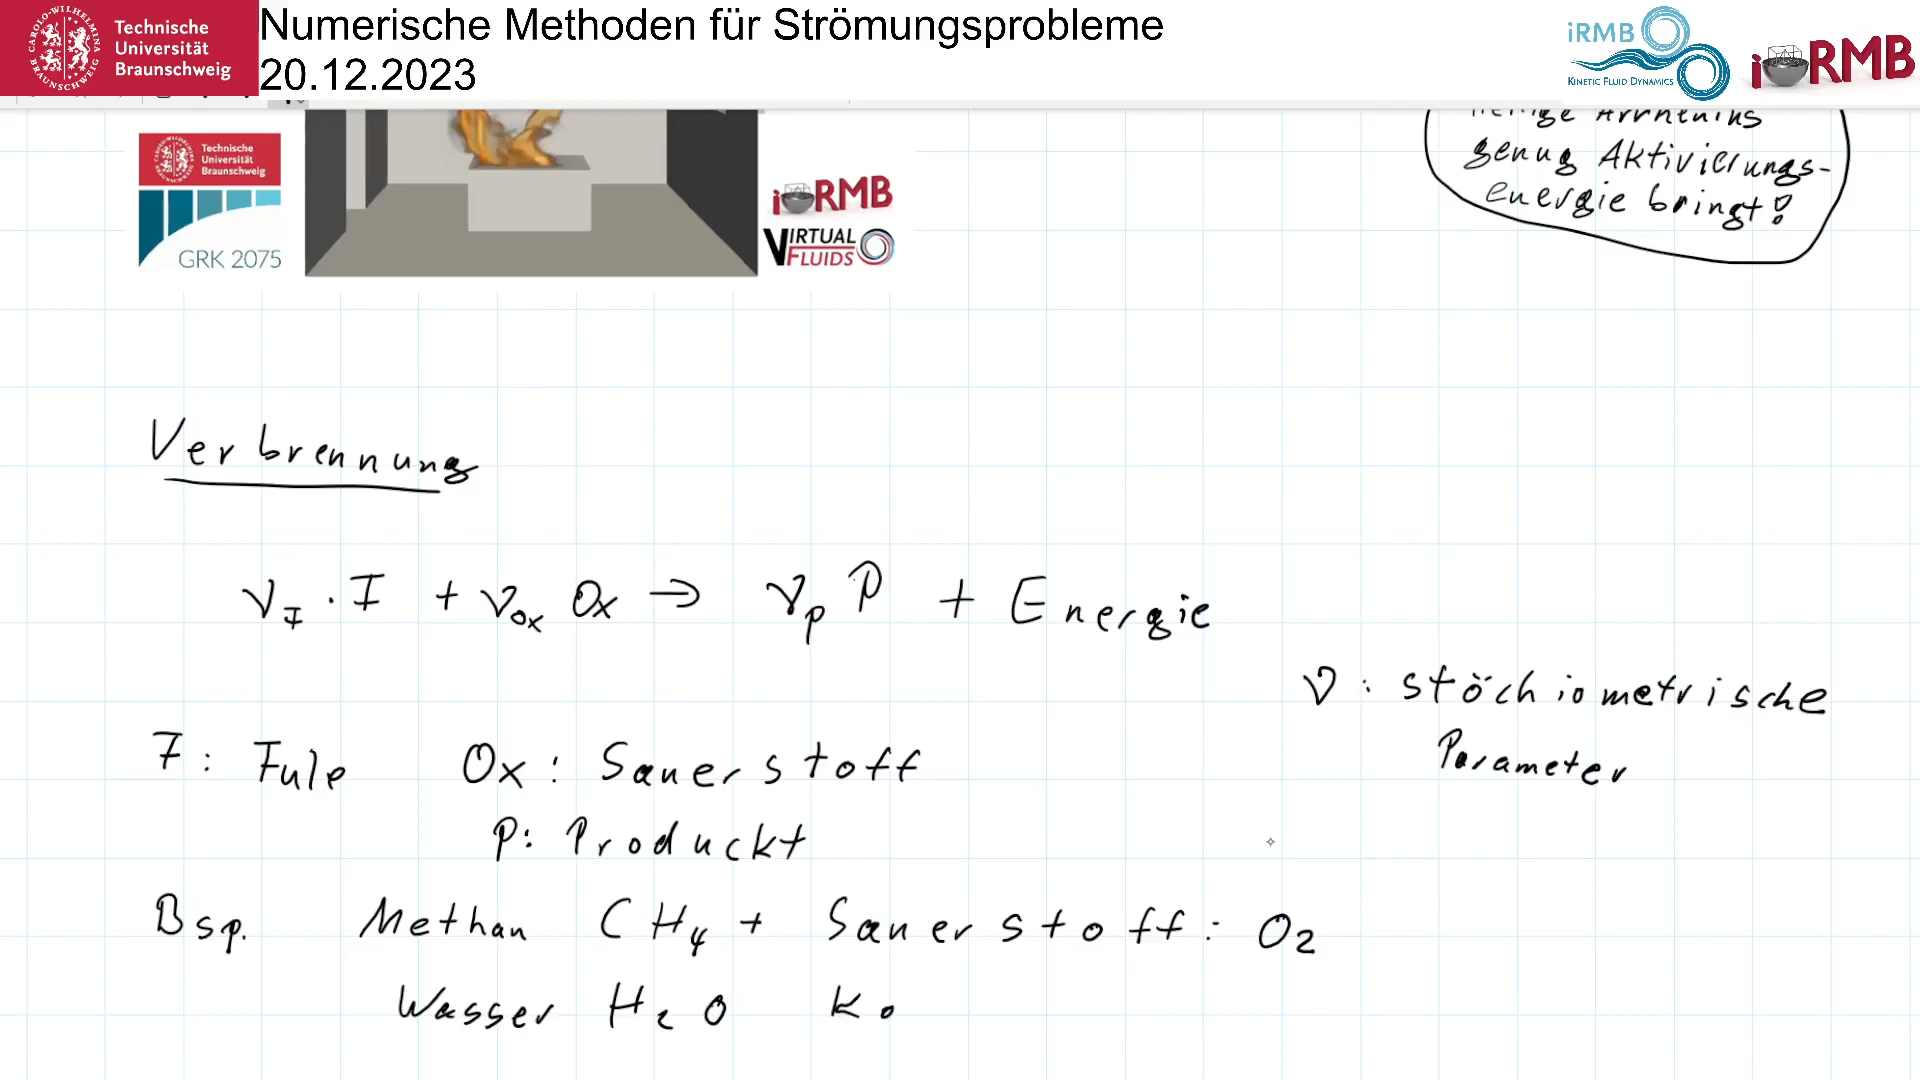 Technische
Universität
Braunschweig
Numerische Methoden für Strömungsprobleme
20.12.2023
iRMB
KINETIC FLUID DYNAMICS
iRMB
genug Aktivierungs-
energie bringt!
Technische
Universität
Braunschweig
GRK 2075
iRMB
VIRTUAL
FLUIDS
Verbrennung
ν_F · F + ν_Ox Ox → ν_p P + Energie
ν : stöchiometrische
Parameter
F : Fule Ox : Sauerstoff
P : Produckt
Bsp. Methan CH₄ + Sauerstoff : O₂
Wasser H₂O Ko